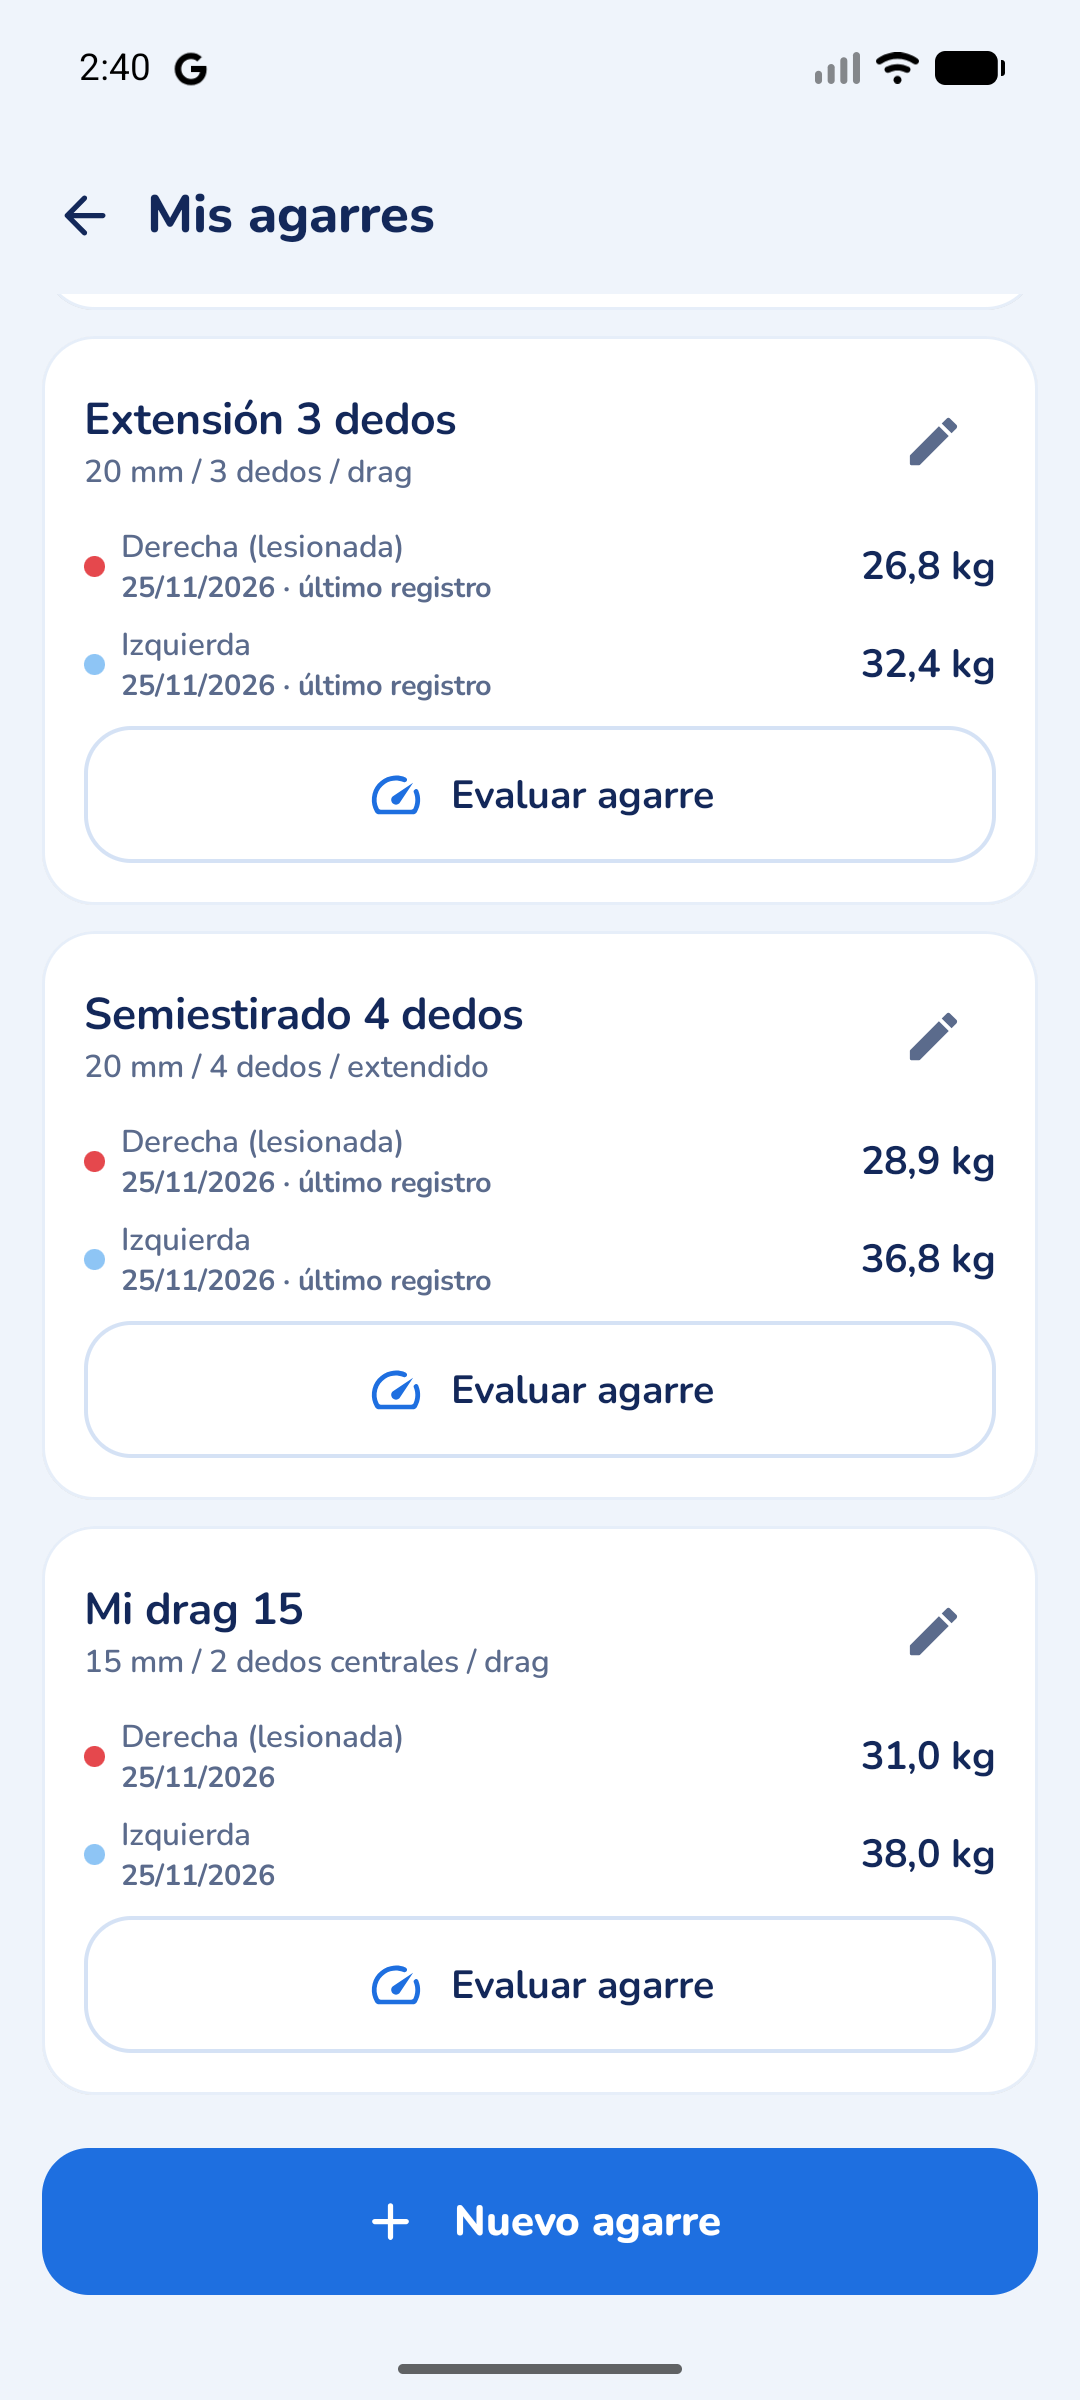 2:40 G
Mis agarres
Extensión 3 dedos
20 mm / 3 dedos / drag
Derecha (lesionada)
25/11/2026 · último registro
26,8 kg
Izquierda
25/11/2026 · último registro
32,4 kg
Evaluar agarre
Semiestirado 4 dedos
20 mm / 4 dedos / extendido
Derecha (lesionada)
25/11/2026 · último registro
28,9 kg
Izquierda
25/11/2026 · último registro
36,8 kg
Evaluar agarre
Mi drag 15
15 mm / 2 dedos centrales / drag
Derecha (lesionada)
25/11/2026
31,0 kg
Izquierda
25/11/2026
38,0 kg
Evaluar agarre
Nuevo agarre